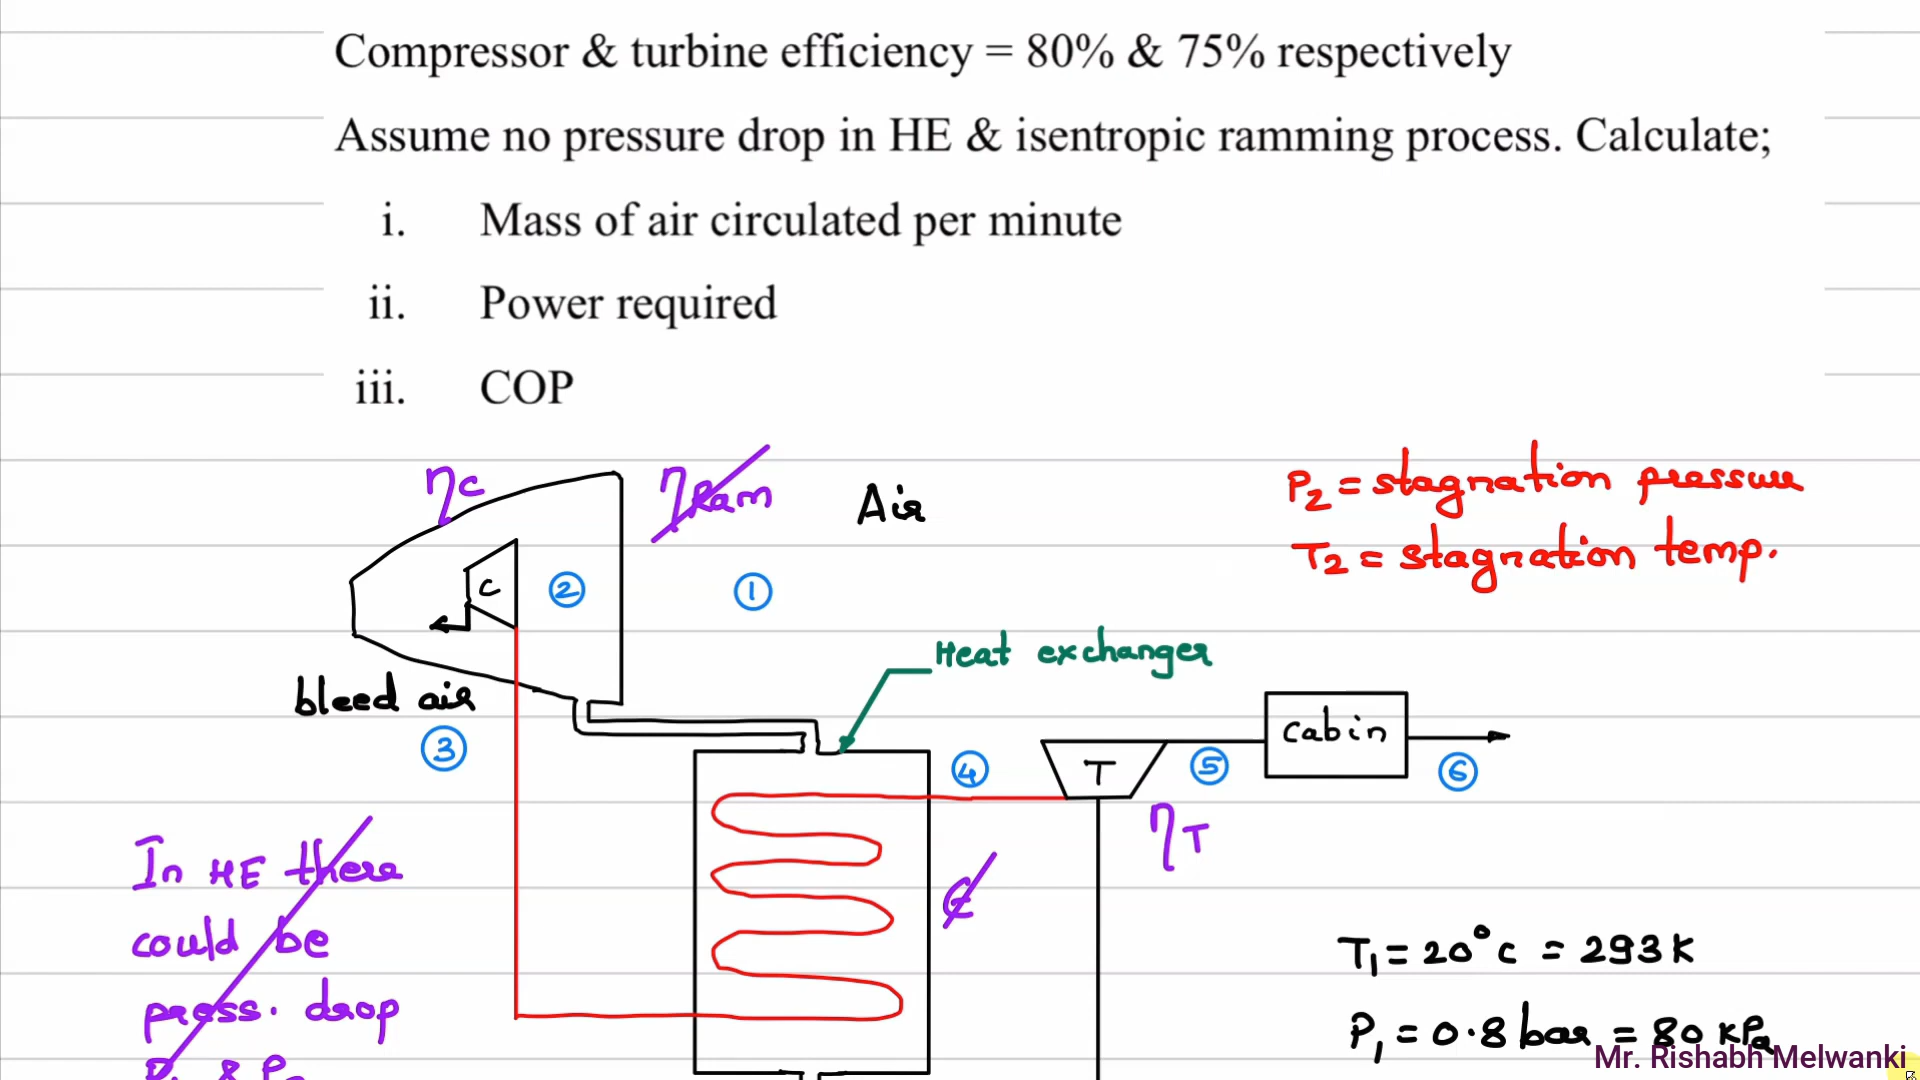 Compressor & turbine efficiency = 80% & 75% respectively
Assume no pressure drop in HE & isentropic ramming process. Calculate;
i. Mass of air circulated per minute
ii. Power required
iii. COP
ηc
ηRam
Air
P2 = stagnation pressure
T2 = stagnation temp.
C
②
①
Heat exchanger
bleed air
③
④
T
⑤
cabin
⑥
ηT
In HE there
could be
press. drop
T1 = 20°c = 293 K
P1 = 0.8 bar = 80 kPa
Mr. Rishabh Melwanki